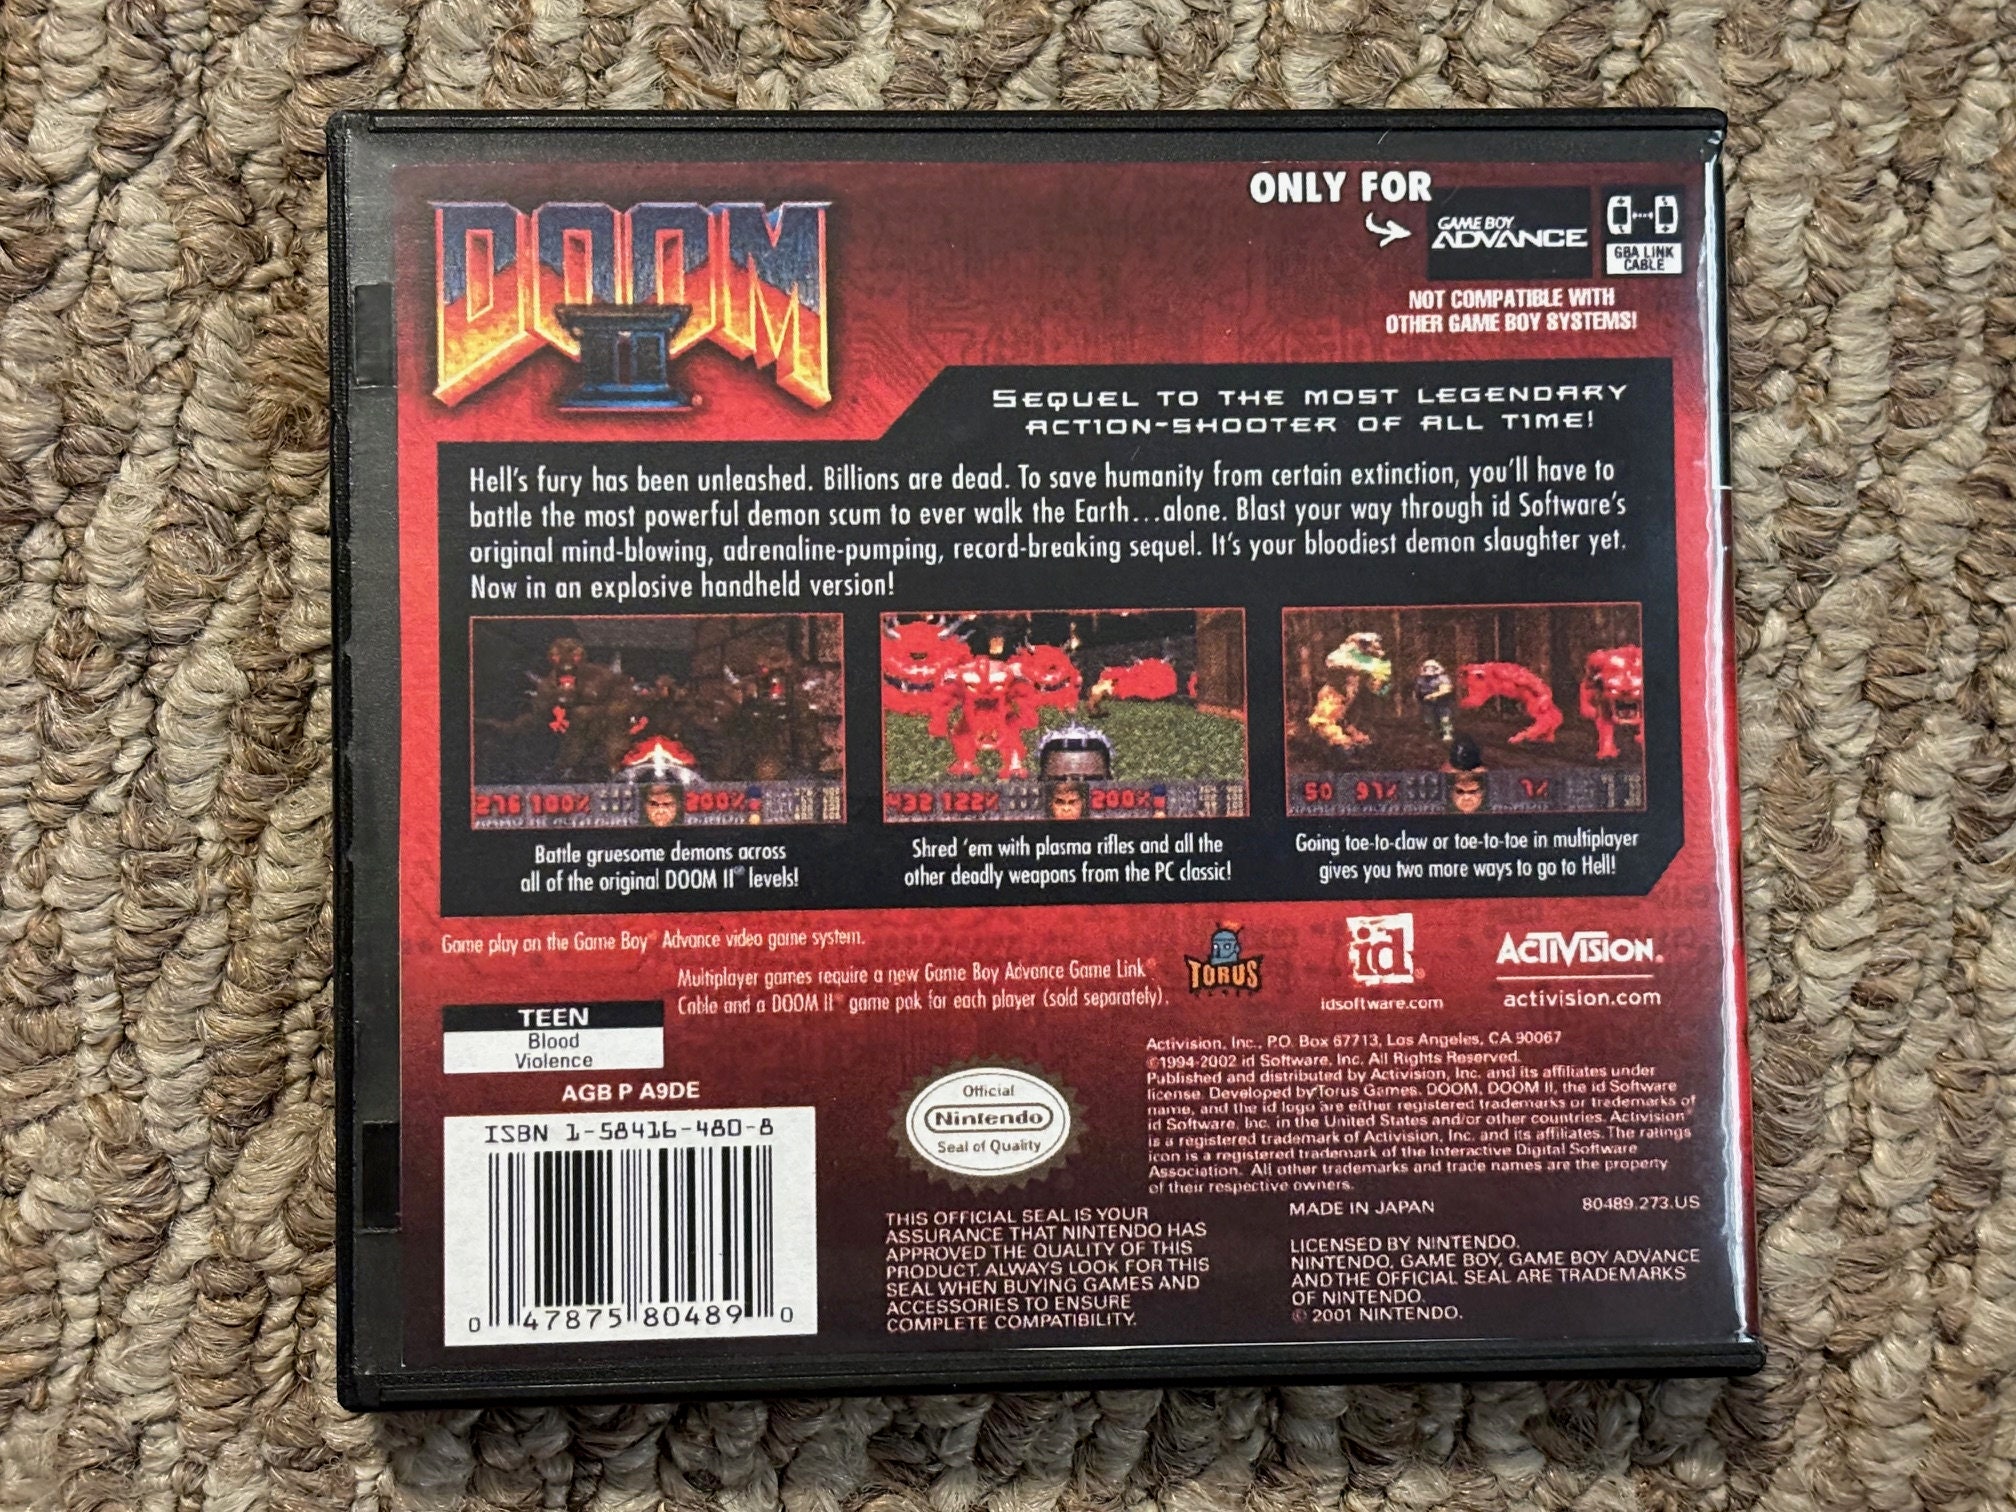 DOOM
II
ONLY FOR
GAME BOY
ADVANCE
GBA LINK
CABLE
NOT COMPATIBLE WITH
OTHER GAME BOY SYSTEMS!
SEQUEL TO THE MOST LEGENDARY
ACTION-SHOOTER OF ALL TIME!
Hell's fury has been unleashed. Billions are dead. To save humanity from certain extinction, you'll have to
battle the most powerful demon scum to ever walk the Earth...alone. Blast your way through id Software's
original mind-blowing, adrenaline-pumping, record-breaking sequel. It's your bloodiest demon slaughter yet.
Now in an explosive handheld version!
276 100% 200%
432 122% 200%
50 91% 7%
Battle gruesome demons across
all of the original DOOM II® levels!
Shred 'em with plasma rifles and all the
other deadly weapons from the PC classic!
Going toe-to-claw or toe-to-toe in multiplayer
gives you two more ways to go to Hell!
Game play on the Game Boy® Advance video game system.
Multiplayer games require a new Game Boy Advance Game Link®
Cable and a DOOM II® game pak for each player (sold separately).
TORUS
GAMES
id
idsoftware.com
ACTIVISION®
activision.com
TEEN
Blood
Violence
AGB P A9DE
ISBN 1-58416-480-8
0 47875 80489 0
Official
Nintendo
Seal of Quality
THIS OFFICIAL SEAL IS YOUR
ASSURANCE THAT NINTENDO HAS
APPROVED THE QUALITY OF THIS
PRODUCT. ALWAYS LOOK FOR THIS
SEAL WHEN BUYING GAMES AND
ACCESSORIES TO ENSURE
COMPLETE COMPATIBILITY.
Activision, Inc., P.O. Box 67713, Los Angeles, CA 90067
©1994-2002 id Software, Inc. All Rights Reserved.
Published and distributed by Activision, Inc. and its affiliates under
license. Developed by Torus Games. DOOM, DOOM II, the id Software
name, and the id logo are either registered trademarks or trademarks of
id Software, Inc. in the United States and/or other countries. Activision
is a registered trademark of Activision, Inc. and its affiliates. The ratings
icon is a registered trademark of the Interactive Digital Software
Association. All other trademarks and trade names are the property
of their respective owners.
MADE IN JAPAN 80489.273.US
LICENSED BY NINTENDO.
NINTENDO, GAME BOY, GAME BOY ADVANCE
AND THE OFFICIAL SEAL ARE TRADEMARKS
OF NINTENDO.
© 2001 NINTENDO.